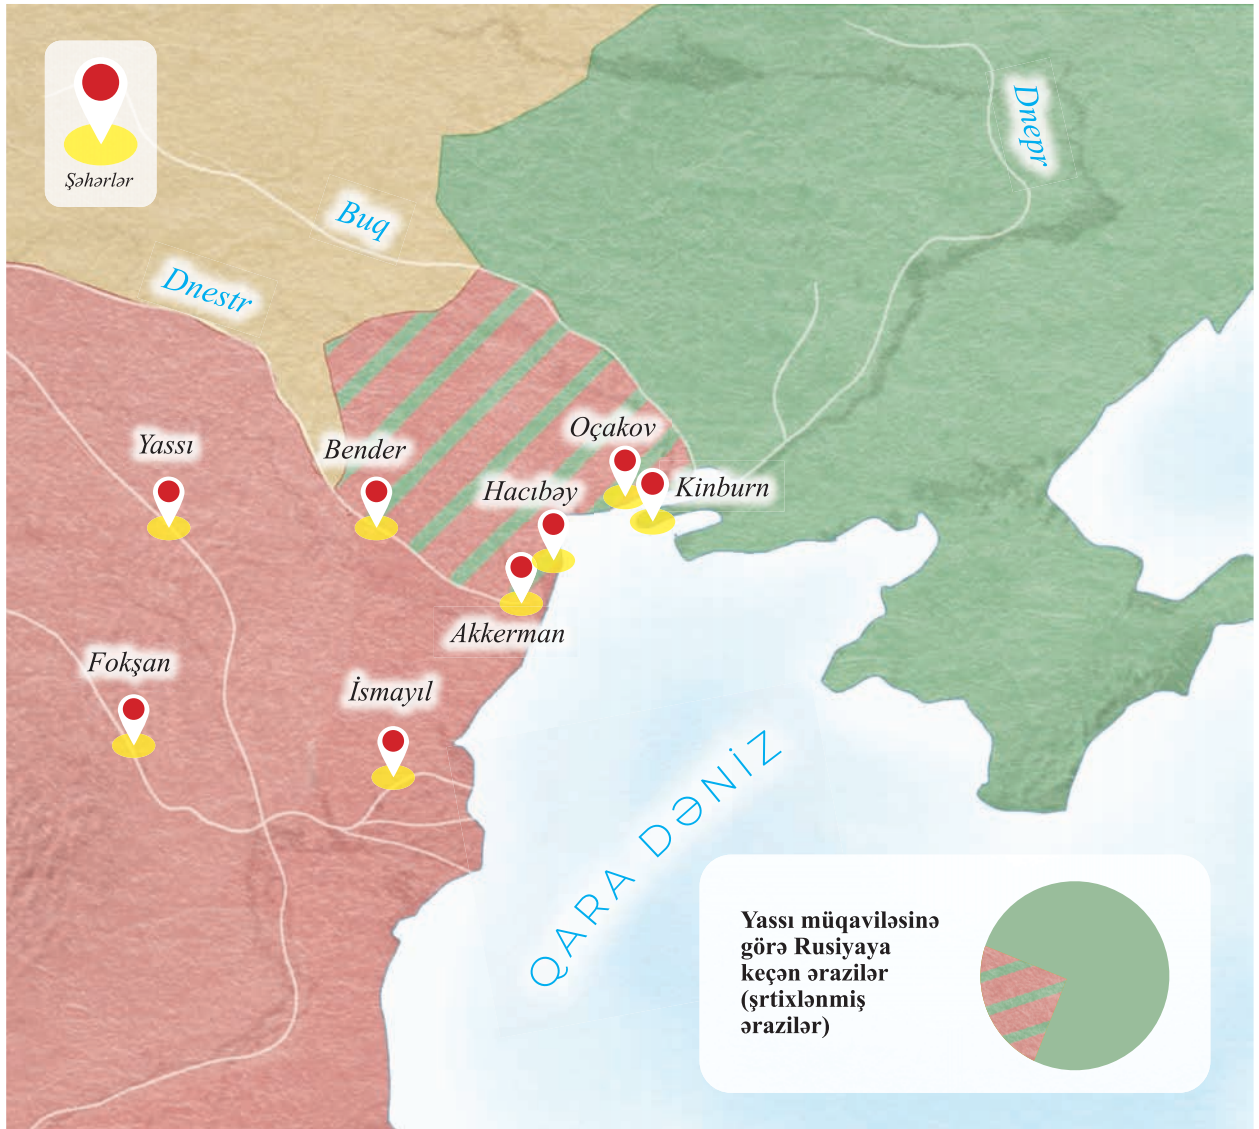 Şəhərlər
Dnepr
Buq
Dnestr
Oçakov
Yassı
Bender
Hacıbəy
Kinburn
Akkerman
Fokşan
İsmayıl
QARA DƏNİZ
Yassı müqaviləsinə
görə Rusiyaya
keçən ərazilər
(şrtixlənmiş
ərazilər)